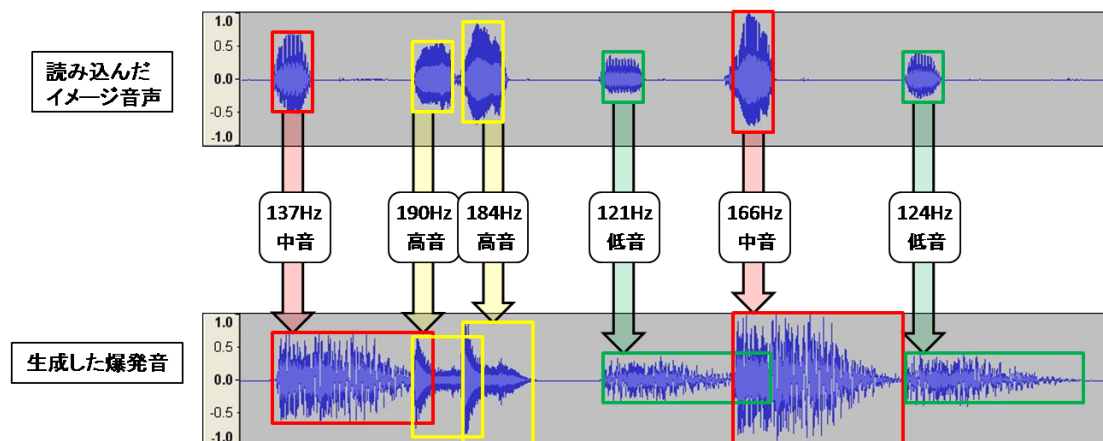 読み込んだ
イメージ音声
1.0
0.5
0.0
-0.5
-1.0
137Hz
中音
190Hz
高音
184Hz
高音
121Hz
低音
166Hz
中音
124Hz
低音
生成した爆発音
1.0
0.5
0.0
-0.5
-1.0